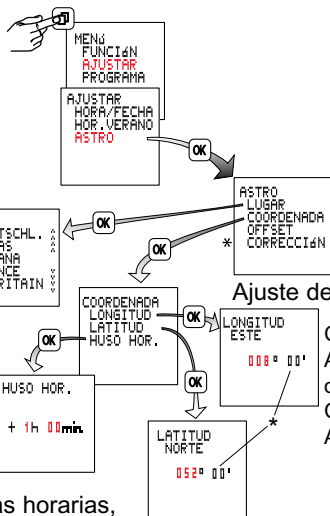 MENú
FUNCIóN
AJUSTAR
PROGRAMA
AJUSTAR
HORA/FECHA
HOR.VERANO
ASTRO
OK
ASTRO
LUGAR
COORDENADA
OFFSET
* CORRECCIóN
OK
TSCHL.
AS
ANA
NCE
RITAIN
OK
Ajuste de
COORDENADA
LONGITUD
LATITUD
HUSO HOR.
OK
LONGITUD
ESTE
008° 00'
OK
HUSO HOR.
+ 1h 00min.
OK
*
LATITUD
NORTE
052° 00'
as horarias,